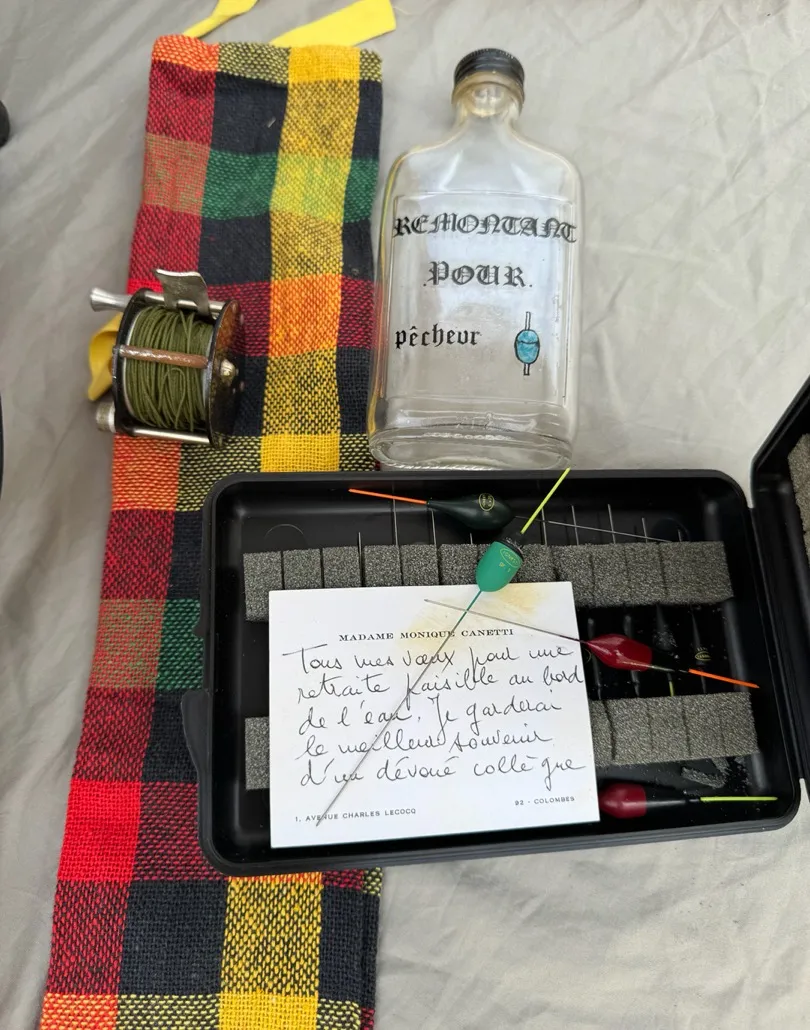 REMONTANT
POUR
pêcheur
MADAME MONIQUE CANETTI
Tous mes vœux pour une
retraite paisible au bord
de l'eau. Je garderai
le meilleur souvenir
d'un dévoué collègue
1, AVENUE CHARLES LECOCQ
92 - COLOMBES